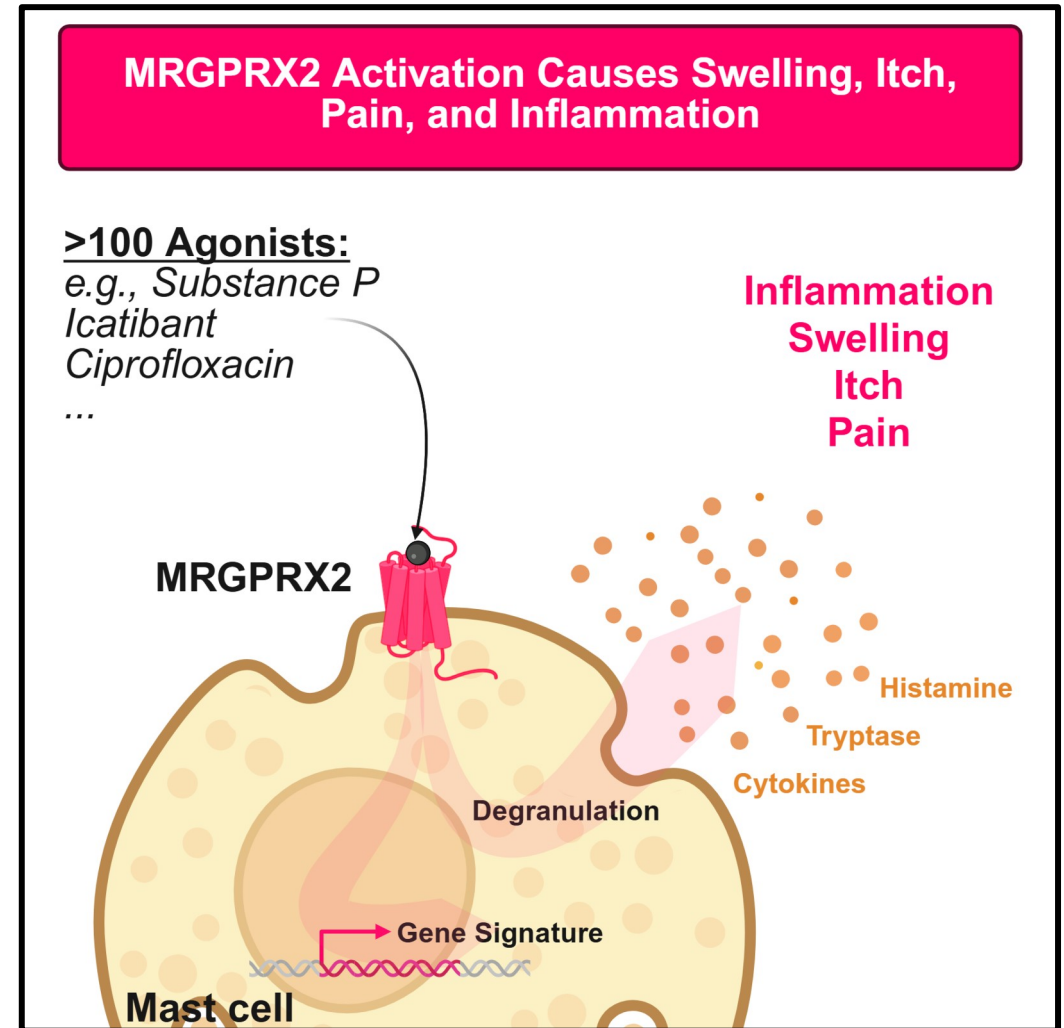 MRGPRX2 Activation Causes Swelling, Itch,
Pain, and Inflammation
>100 Agonists:
e.g., Substance P
Icatibant
Ciprofloxacin
...
Inflammation
Swelling
Itch
Pain
MRGPRX2
Histamine
Tryptase
Cytokines
Degranulation
Gene Signature
Mast cell